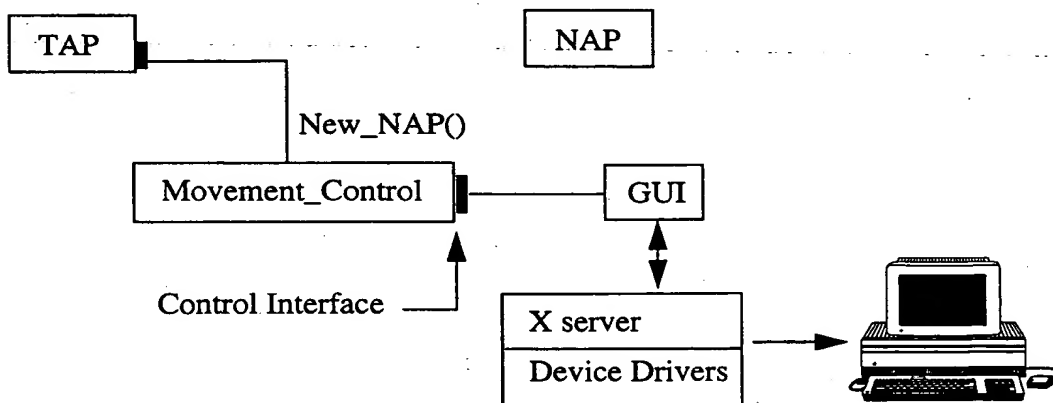 TAP
NAP
New_NAP()
Movement_Control
GUI
Control Interface
X server
Device Drivers